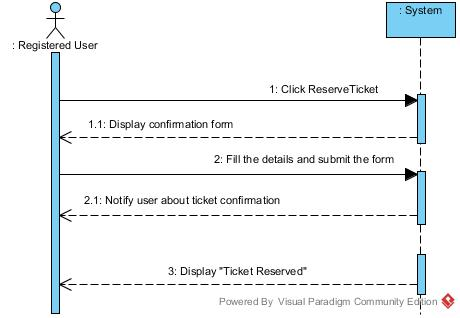 : System
: Registered User
1: Click ReserveTicket
1.1: Display confirmation form
2: Fill the details and submit the form
2.1: Notify user about ticket confirmation
3: Display "Ticket Reserved"
Powered By Visual Paradigm Community Edition